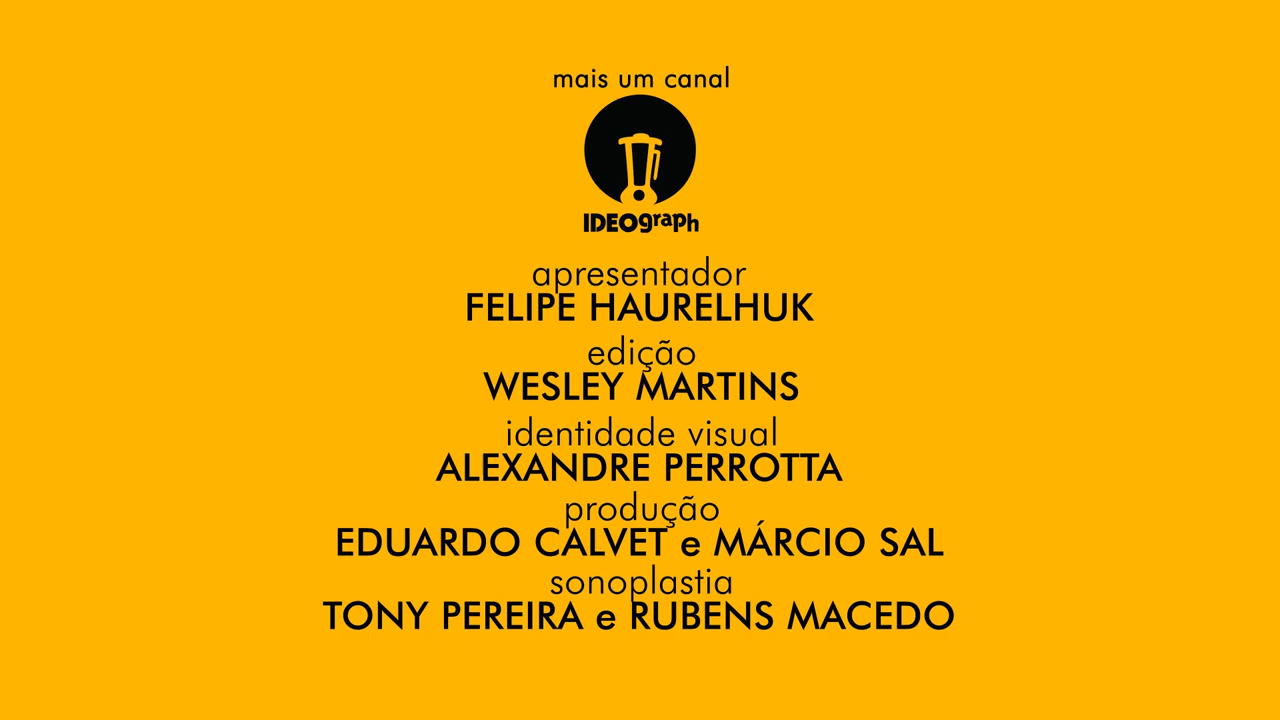 mais um canal
IDEOgraph
apresentador
FELIPE HAURELHUK
edição
WESLEY MARTINS
identidade visual
ALEXANDRE PERROTTA
produção
EDUARDO CALVET e MÁRCIO SAL
sonoplastia
TONY PEREIRA e RUBENS MACEDO